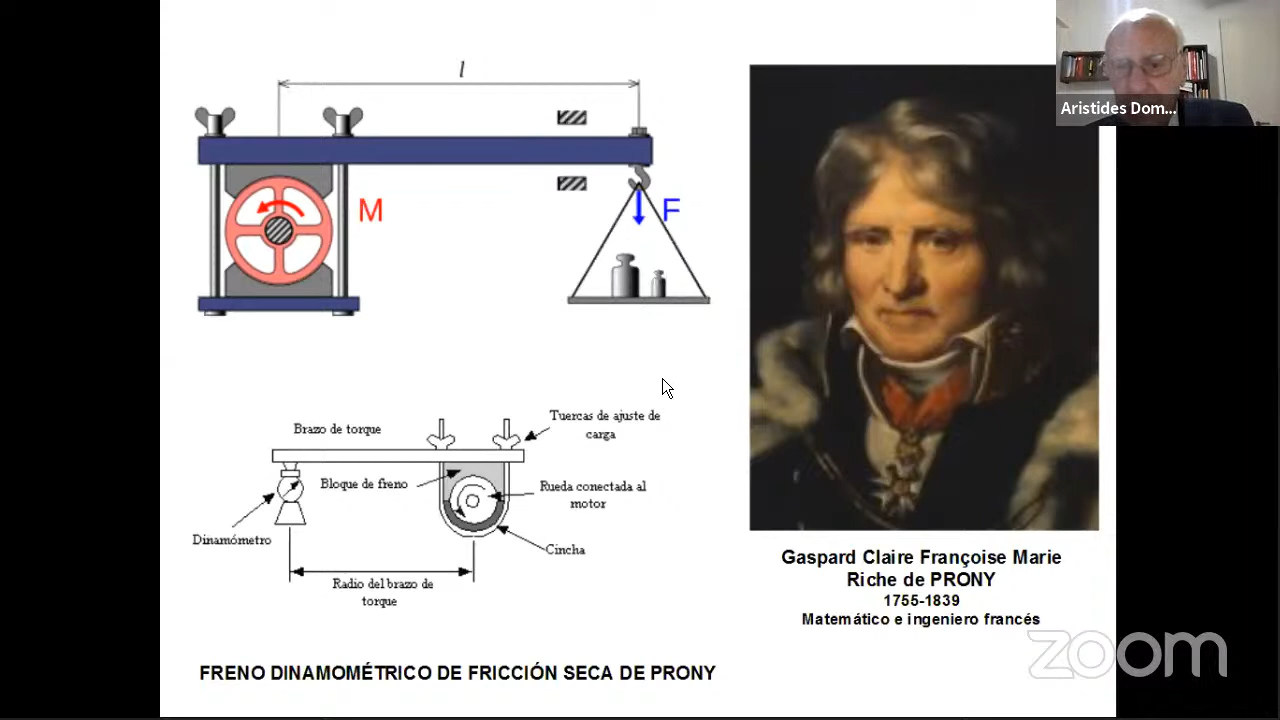 l
M
F
Aristides Dom...
Brazo de torque
Tuercas de ajuste de
carga
Bloque de freno
Rueda conectada al
motor
Dinamómetro
Cincha
Radio del brazo de
torque
Gaspard Claire Françoise Marie
Riche de PRONY
1755-1839
Matemático e ingeniero francés
zoom
FRENO DINAMOMÉTRICO DE FRICCIÓN SECA DE PRONY